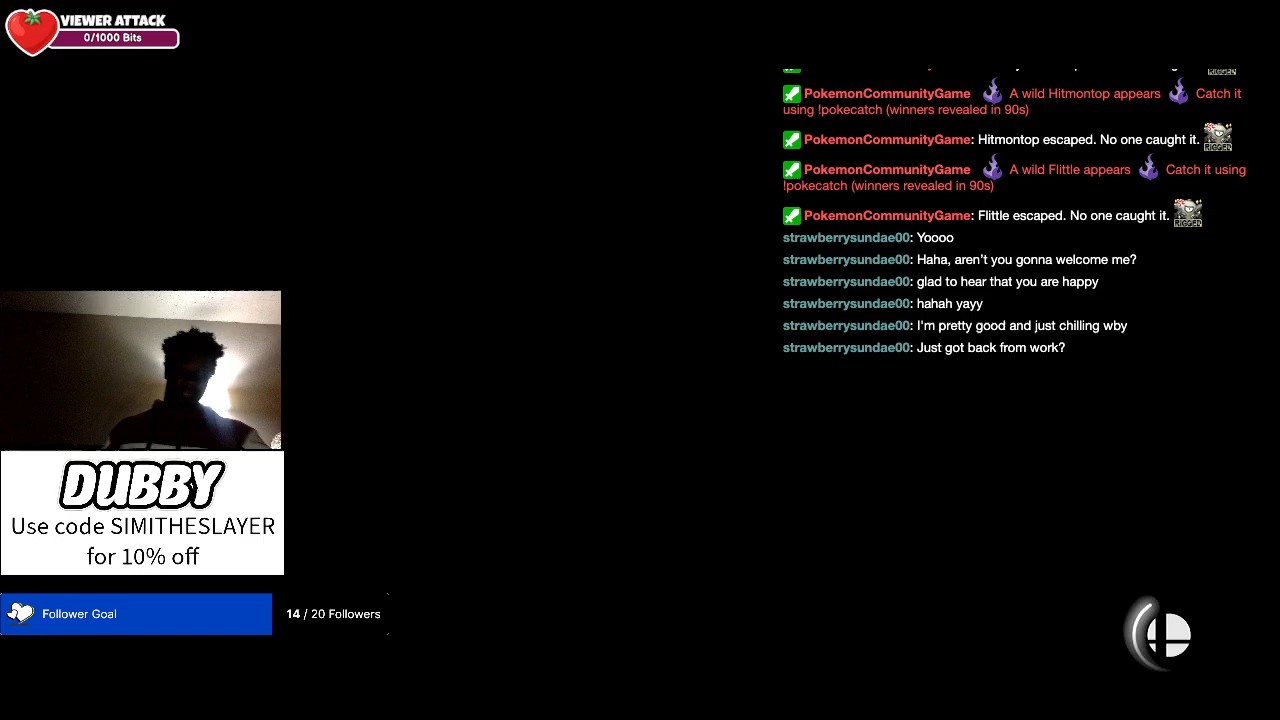 VIEWER ATTACK
0/1000 Bits
PokemonCommunityGame A wild Hitmontop appears Catch it
using !pokecatch (winners revealed in 90s)
PokemonCommunityGame: Hitmontop escaped. No one caught it.
RIGGER
PokemonCommunityGame A wild Flittle appears Catch it using
!pokecatch (winners revealed in 90s)
PokemonCommunityGame: Flittle escaped. No one caught it.
RIGGER
strawberrysundae00: Yoooo
strawberrysundae00: Haha, aren't you gonna welcome me?
strawberrysundae00: glad to hear that you are happy
strawberrysundae00: hahah yayy
strawberrysundae00: I'm pretty good and just chilling wby
strawberrysundae00: Just got back from work?
DUBBY
Use code SIMITHESLAYER
for 10% off
Follower Goal
14 / 20 Followers